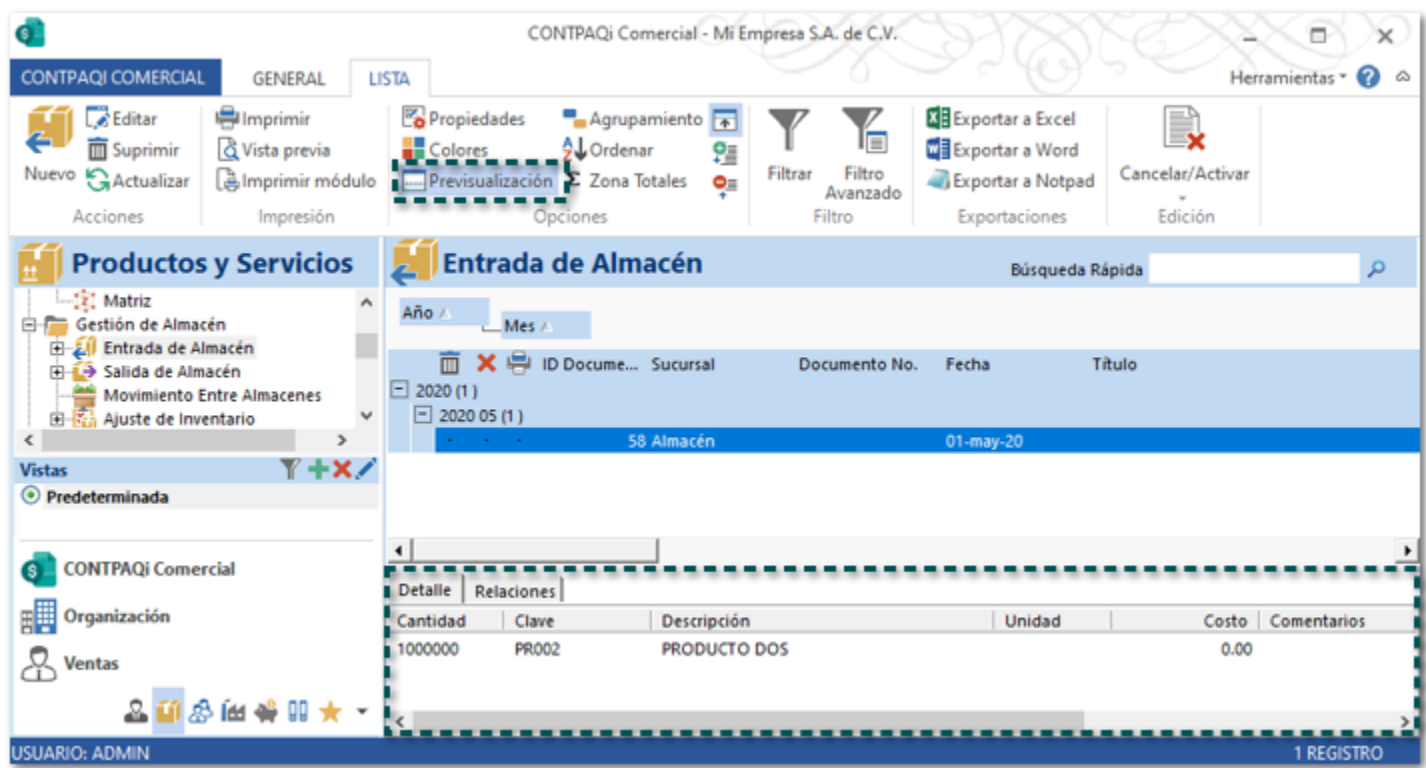 CONTPAQi Comercial - Mi Empresa S.A. de C.V.
CONTPAQI COMERCIAL GENERAL LISTA Herramientas
Nuevo
Editar
Suprimir
Actualizar
Acciones
Imprimir
Vista previa
Imprimir módulo
Impresión
Propiedades
Colores
Previsualización
Agrupamiento
Ordenar
Zona Totales
Opciones
Filtrar
Filtro
Avanzado
Filtro
Exportar a Excel
Exportar a Word
Exportar a Notpad
Exportaciones
Cancelar/Activar
Edición
Productos y Servicios
Matriz
Gestión de Almacén
Entrada de Almacén
Salida de Almacén
Movimiento Entre Almacenes
Ajuste de Inventario
Vistas
Predeterminada
CONTPAQi Comercial
Organización
Ventas
Entrada de Almacén
Búsqueda Rápida
Año
Mes
ID Docume... Sucursal Documento No. Fecha Título
2020 (1 )
2020 05 (1 )
58 Almacén 01-may-20
Detalle Relaciones
Cantidad Clave Descripción Unidad Costo Comentarios
1000000 PR002 PRODUCTO DOS 0.00
USUARIO: ADMIN 1 REGISTRO